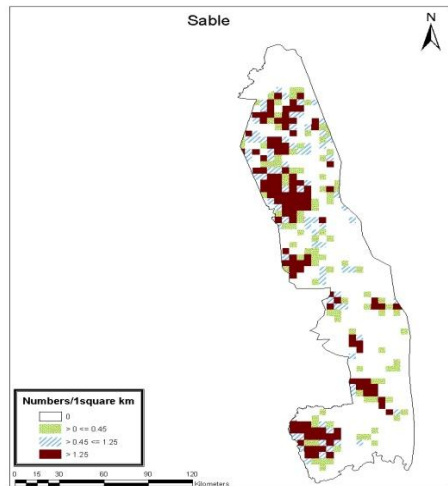 Sable
N
Numbers/1square km
0
> 0 <= 0.45
> 0.45 <= 1.25
> 1.25
0 15 30 60 90 120
Kilometers